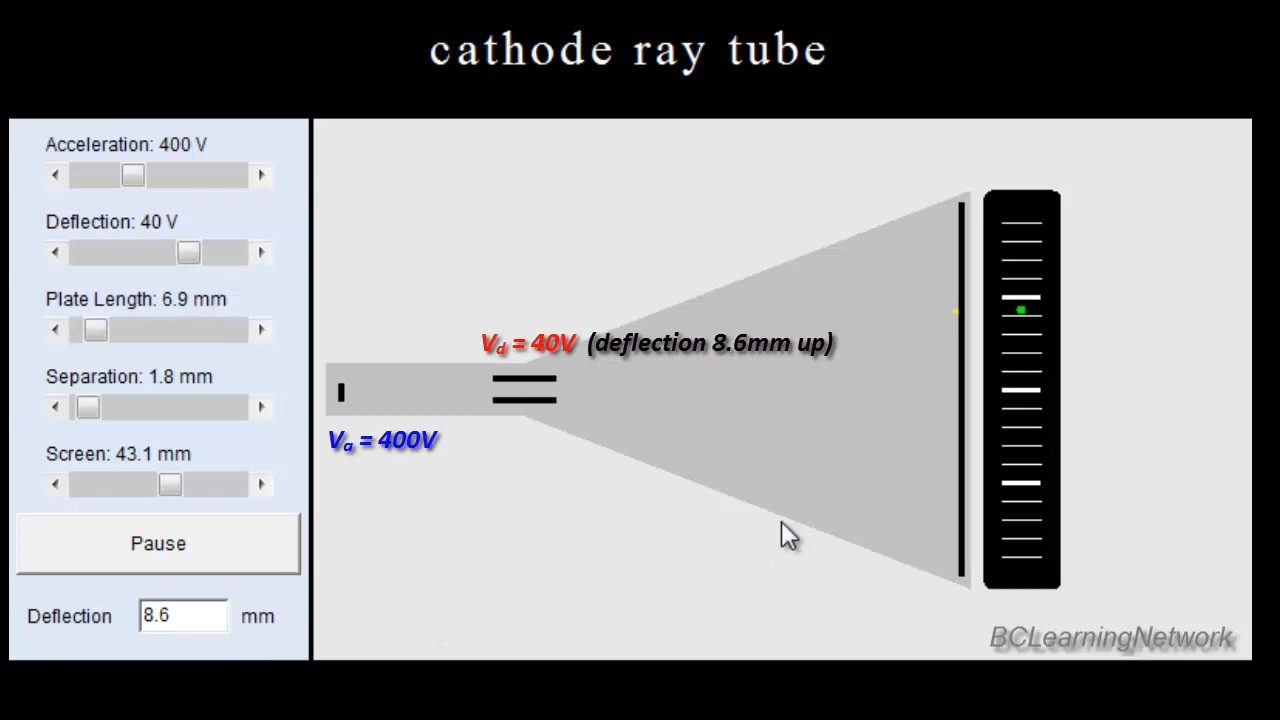 cathode ray tube
Acceleration: 400 V
Deflection: 40 V
Plate Length: 6.9 mm
Separation: 1.8 mm
Screen: 43.1 mm
Pause
Deflection 8.6 mm
Vd = 40V (deflection 8.6mm up)
Va = 400V
BCLearningNetwork